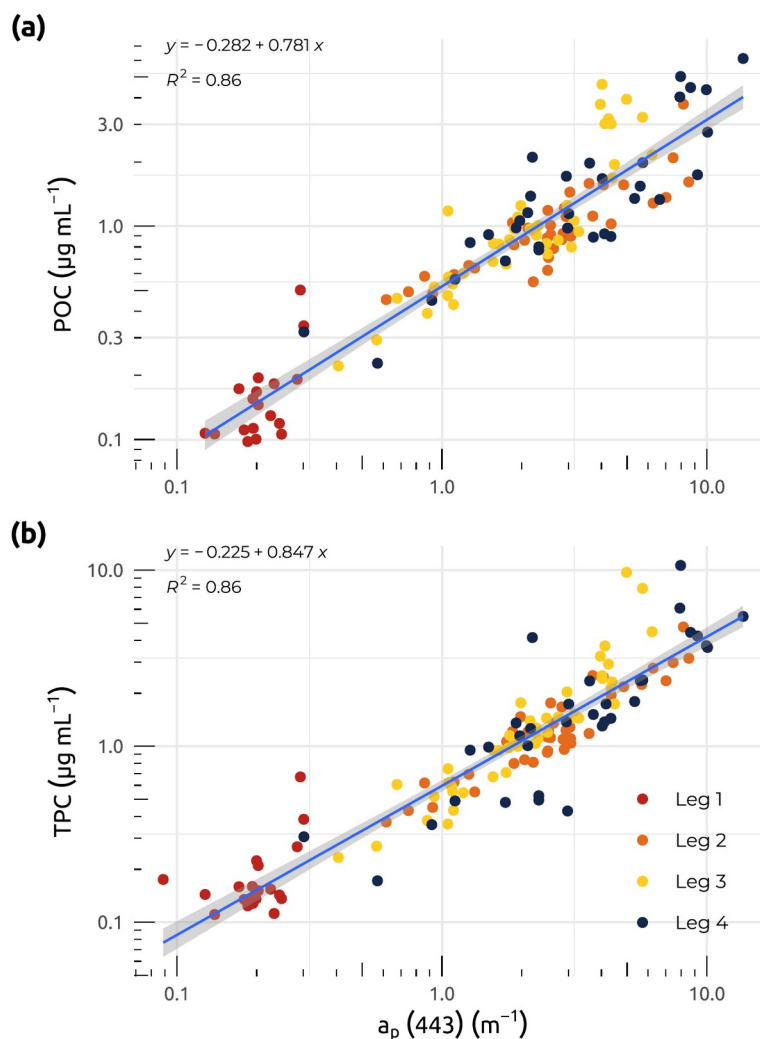 (a)
y = −0.282 + 0.781 x
R² = 0.86
3.0
1.0
0.3
0.1
POC (µg mL⁻¹)
0.1 1.0 10.0
(b)
y = −0.225 + 0.847 x
R² = 0.86
10.0
1.0
0.1
TPC (µg mL⁻¹)
Leg 1
Leg 2
Leg 3
Leg 4
0.1 1.0 10.0
aₚ (443) (m⁻¹)